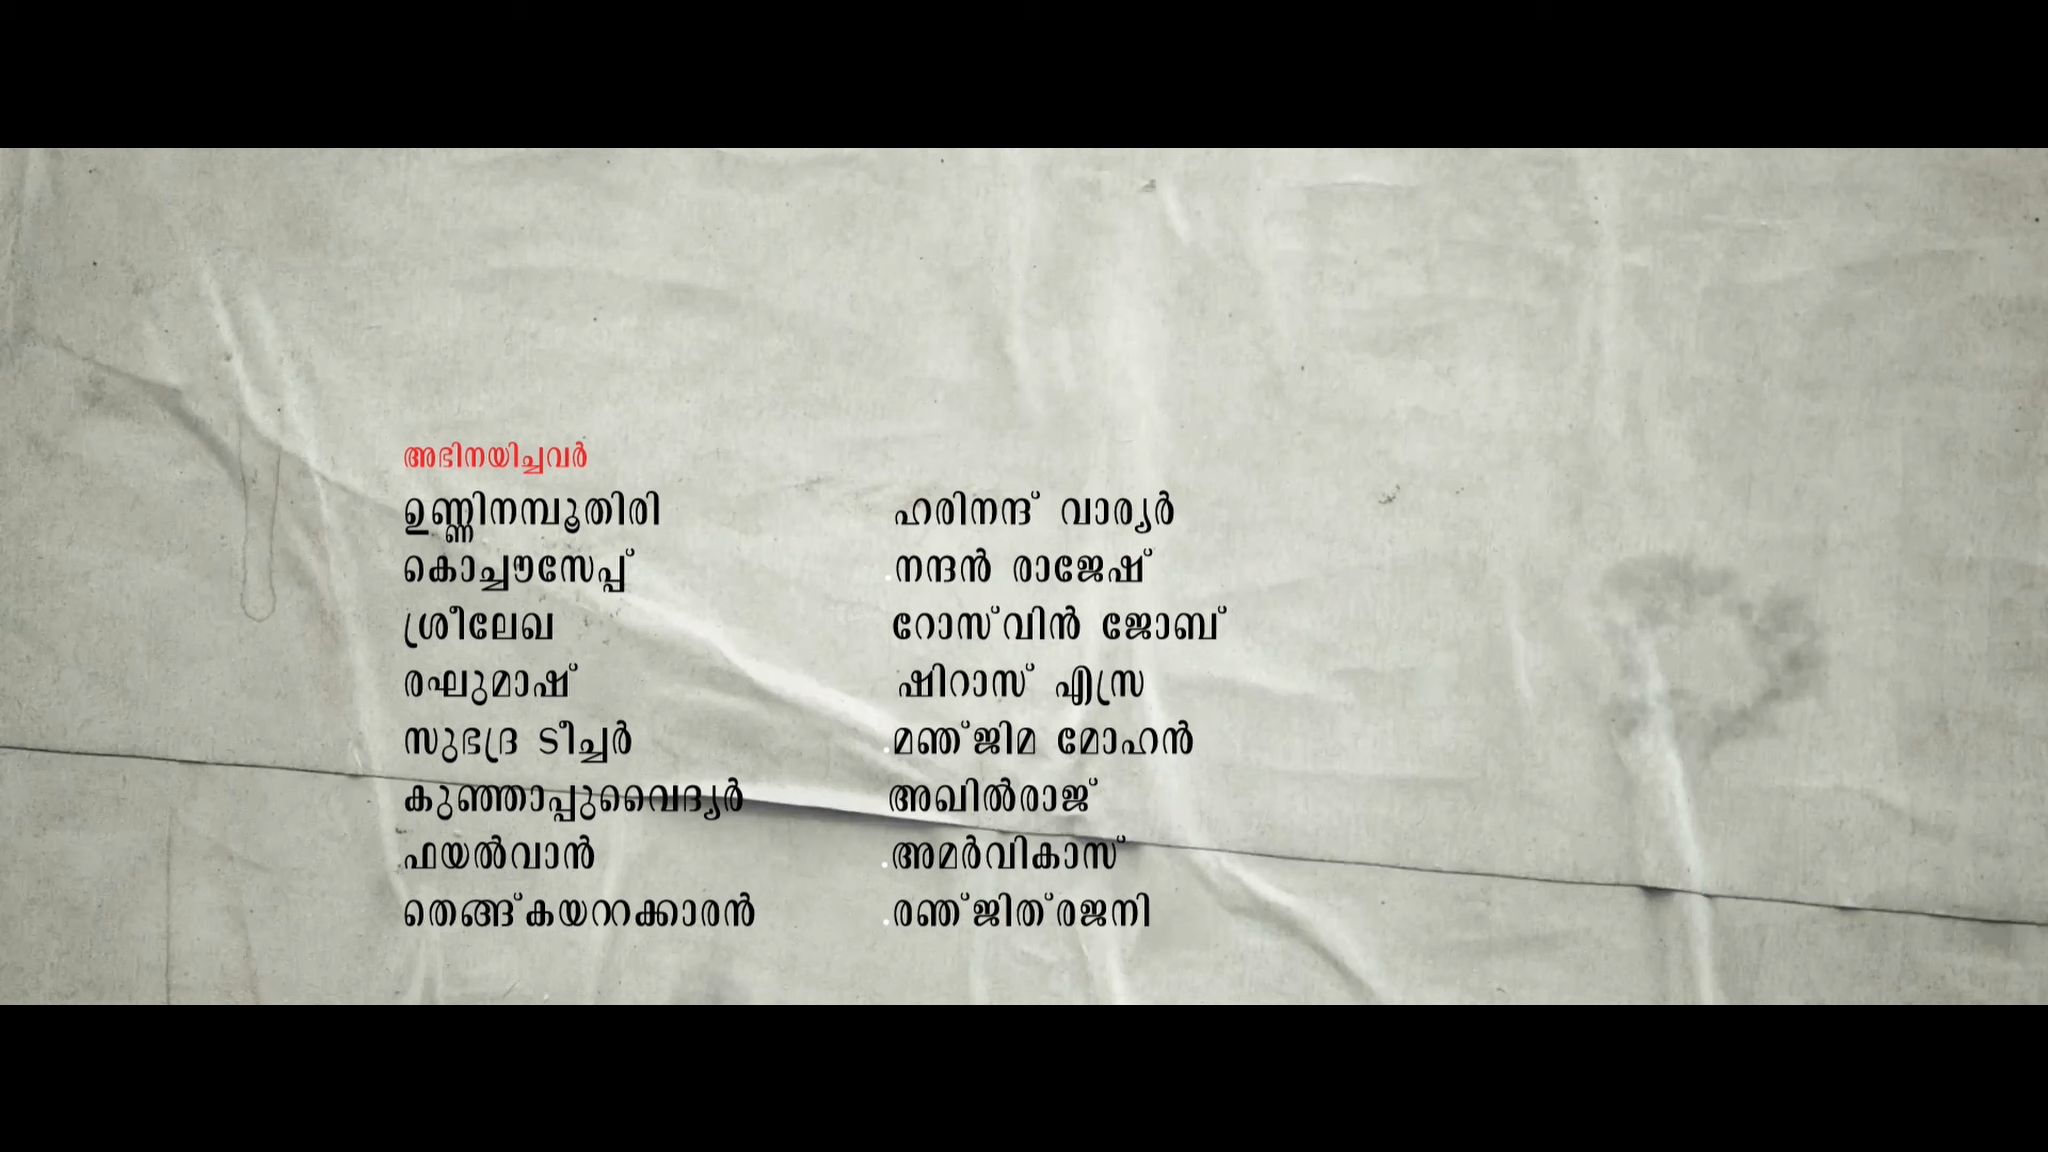 അഭിനയിച്ചവർ
ഉണ്ണിനമ്പൂതിരി ഹരിനന്ദ് വാര്യർ
കൊച്ചൗസേപ്പ് നന്ദൻ രാജേഷ്
ശ്രീലേഖ റോസ്‌വിൻ ജോബ്
രഘുമാഷ് ഷിറാസ് എസ്ര
സുഭദ്ര ടീച്ചർ മഞ്ജിമ മോഹൻ
കുഞ്ഞാപ്പുവൈദ്യർ അഖിൽരാജ്
ഫയൽവാൻ അമർവികാസ്
തെങ്ങ്കയററക്കാരൻ രഞ്ജിത്‌രജനി